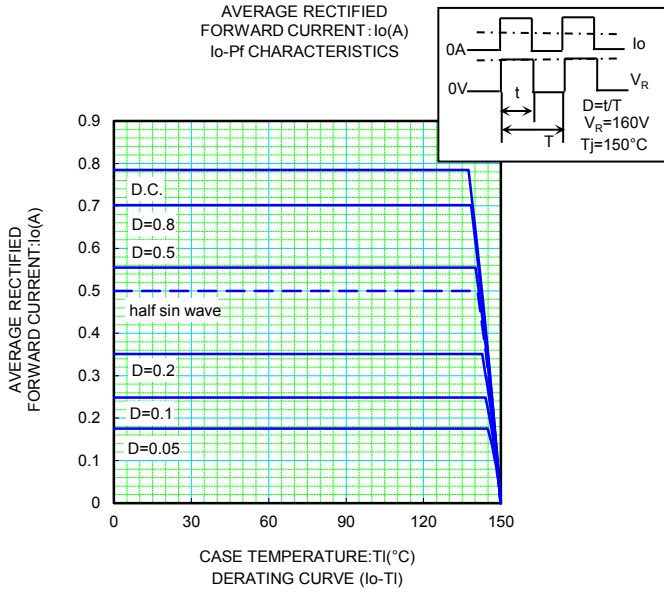 AVERAGE RECTIFIED
FORWARD CURRENT:Io(A)
Io-Pf CHARACTERISTICS
0A
Io
0V
VR
t
T
D=t/T
VR=160V
Tj=150°C
AVERAGE RECTIFIED
FORWARD CURRENT:Io(A)
0.9
0.8
0.7
0.6
0.5
0.4
0.3
0.2
0.1
0
D.C.
D=0.8
D=0.5
half sin wave
D=0.2
D=0.1
D=0.05
0 30 60 90 120 150
CASE TEMPERATURE:Tl(°C)
DERATING CURVE (Io-Tl)